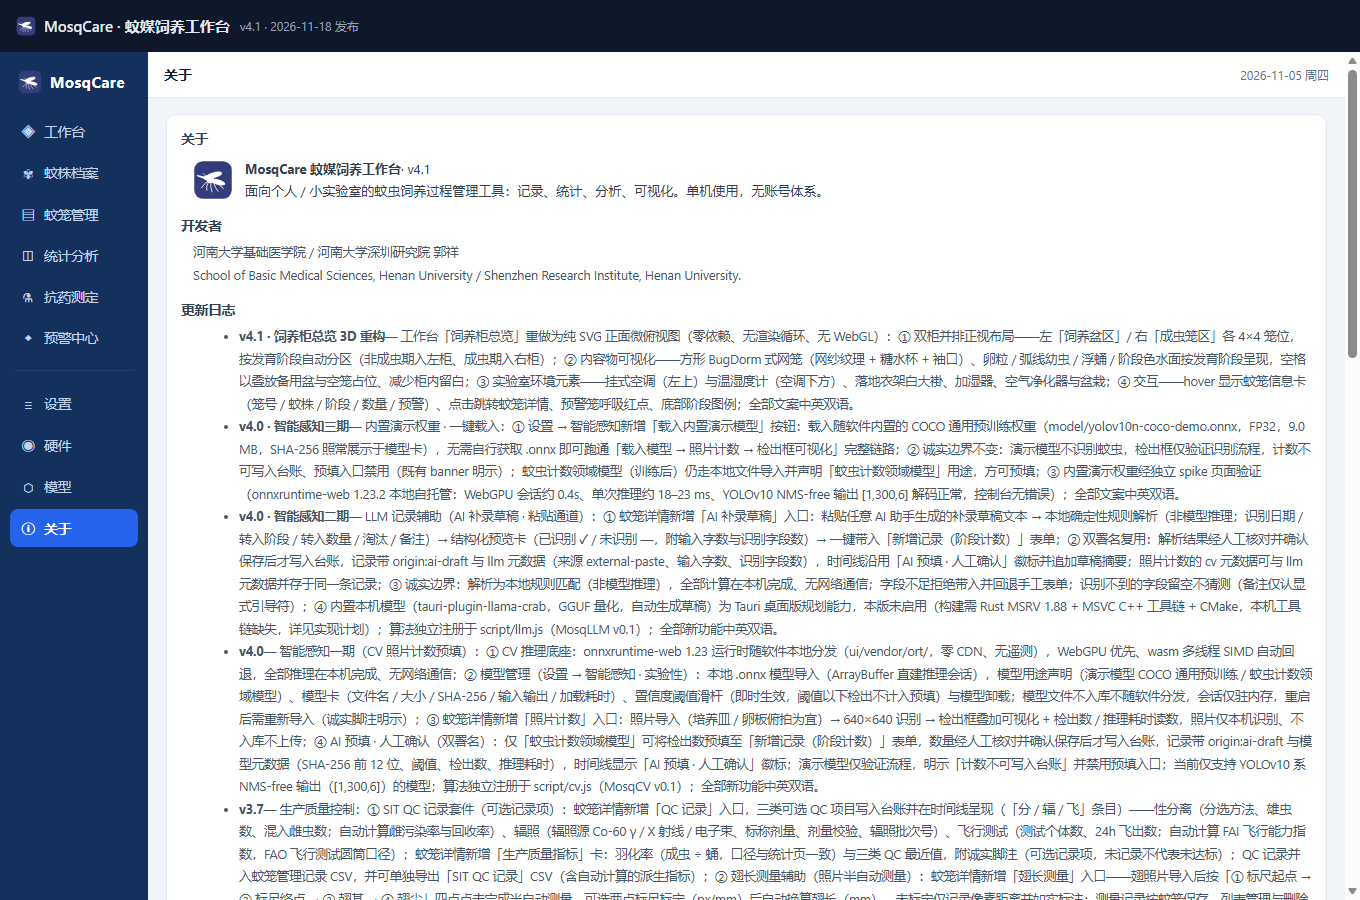 MosqCare · 蚊媒饲养工作台 v4.1 · 2026-11-18 发布
MosqCare
工作台
蚊株档案
蚊笼管理
统计分析
抗药测定
预警中心
设置
硬件
模型
关于
关于 2026-11-05 周四
关于
MosqCare 蚊媒饲养工作台 · v4.1
面向个人 / 小实验室的蚊虫饲养过程管理工具：记录、统计、分析、可视化。单机使用，无账号体系。
开发者
河南大学基础医学院 / 河南大学深圳研究院 郭祥
School of Basic Medical Sciences, Henan University / Shenzhen Research Institute, Henan University.
更新日志
• v4.1 · 饲养柜总览 3D 重构— 工作台「饲养柜总览」重做为纯 SVG 正面微俯视图（零依赖、无渲染循环、无 WebGL）：① 双柜并排正视布局——左「饲养盆区」/ 右「成虫笼区」各 4×4 笼位，
按发育阶段自动分区（非成虫期入左柜、成虫期入右柜）；② 内容物可视化——方形 BugDorm 式网笼（网纱纹理 + 糖水杯 + 袖口）、卵粒 / 弧线幼虫 / 浮蛹 / 阶段色水面按发育阶段呈现，空格
以叠放备用盆与空笼占位、减少柜内留白；③ 实验室环境元素——挂式空调（左上）与温湿度计（空调下方）、落地衣架白大褂、加湿器、空气净化器与盆栽；④ 交互——hover 显示蚊笼信息卡
（笼号 / 蚊株 / 阶段 / 数量 / 预警）、点击跳转蚊笼详情、预警笼呼吸红点、底部阶段图例；全部文案中英双语。
• v4.0 · 智能感知三期— 内置演示权重 · 一键载入：① 设置 → 智能感知新增「载入内置演示模型」按钮：载入随软件内置的 COCO 通用预训练权重（model/yolov10n-coco-demo.onnx，FP32，9.0
MB，SHA-256 照常展示于模型卡），无需自行获取 .onnx 即可跑通「载入模型 → 照片计数 → 检出框可视化」完整链路；② 诚实边界不变：演示模型不识别蚊虫，检出框仅验证识别流程，计数不
可写入台账、预填入口禁用（既有 banner 明示）；蚊虫计数领域模型（训练后）仍走本地文件导入并声明「蚊虫计数领域模型」用途，方可预填；③ 内置演示权重经独立 spike 页面验证
（onnxruntime-web 1.23.2 本地自托管：WebGPU 会话约 0.4s、单次推理约 18–23 ms、YOLOv10 NMS-free 输出 [1,300,6] 解码正常，控制台无错误）；全部文案中英双语。
• v4.0 · 智能感知二期— LLM 记录辅助（AI 补录草稿 · 粘贴通道）：① 蚊笼详情新增「AI 补录草稿」入口：粘贴任意 AI 助手生成的补录草稿文本 → 本地确定性规则解析（非模型推理；识别日期 /
转入阶段 / 转入数量 / 淘汰 / 备注）→ 结构化预览卡（已识别 ✓ / 未识别 —，附输入字数与识别字段数）→ 一键带入「新增记录（阶段计数）」表单；② 双署名复用：解析结果经人工核对并确认
保存后才写入台账，记录带 origin:ai-draft 与 llm 元数据（来源 external-paste、输入字数、识别字段数），时间线沿用「AI 预填 · 人工确认」徽标并追加草稿摘要；照片计数的 cv 元数据可与 llm
元数据并存于同一条记录；③ 诚实边界：解析为本地规则匹配（非模型推理），全部计算在本机完成、无网络通信；字段不足拒绝带入并回退手工表单；识别不到的字段留空不猜测（备注仅认显
式引导符）；④ 内置本机模型（tauri-plugin-llama-crab，GGUF 量化，自动生成草稿）为 Tauri 桌面版规划能力，本版未启用（构建需 Rust MSRV 1.88 + MSVC C++ 工具链 + CMake，本机工具
链缺失，详见实现计划）；算法独立注册于 script/llm.js（MosqLLM v0.1）；全部新功能中英双语。
• v4.0— 智能感知一期（CV 照片计数预填）：① CV 推理底座：onnxruntime-web 1.23 运行时随软件本地分发（ui/vendor/ort/，零 CDN、无遥测），WebGPU 优先、wasm 多线程 SIMD 自动回
退，全部推理在本机完成、无网络通信；② 模型管理（设置 → 智能感知 · 实验性）：本地 .onnx 模型导入（ArrayBuffer 直建推理会话），模型用途声明（演示模型 COCO 通用预训练 / 蚊虫计数领
域模型）、模型卡（文件名 / 大小 / SHA-256 / 输入输出 / 加载耗时）、置信度阈值滑杆（即时生效，阈值以下检出不计入预填）与模型卸载；模型文件不入库不随软件分发，会话仅驻内存，重启
后需重新导入（诚实脚注明示）；③ 蚊笼详情新增「照片计数」入口：照片导入（培养皿 / 卵板俯拍为宜）→ 640×640 识别 → 检出框叠加可视化 + 检出数 / 推理耗时读数，照片仅本机识别、不
入库不上传；④ AI 预填 · 人工确认（双署名）：仅「蚊虫计数领域模型」可将检出数预填至「新增记录（阶段计数）」表单，数量经人工核对并确认保存后才写入台账，记录带 origin:ai-draft 与模
型元数据（SHA-256 前 12 位、阈值、检出数、推理耗时），时间线显示「AI 预填 · 人工确认」徽标；演示模型仅验证流程，明示「计数不可写入台账」并禁用预填入口；当前仅支持 YOLOv10 系
NMS-free 输出（[1,300,6]）的模型；算法独立注册于 script/cv.js（MosqCV v0.1）；全部新功能中英双语。
• v3.7— 生产质量控制：① SIT QC 记录套件（可选记录项）：蚊笼详情新增「QC 记录」入口，三类可选 QC 项目写入台账并在时间线呈现（「分 / 辐 / 飞」条目）——性分离（分选方法、雄虫
数、混入雌虫数；自动计算雌污染率与回收率）、辐照（辐照源 Co-60 γ / X 射线 / 电子束、标称剂量、剂量校验、辐照批次号）、飞行测试（测试个体数、24h 飞出数；自动计算 FAI 飞行能力指
数，FAO 飞行测试圆筒口径）；蚊笼详情新增「生产质量指标」卡：羽化率（成虫 ÷ 蛹，口径与统计页一致）与三类 QC 最近值，附诚实脚注（可选记录项，未记录不代表未达标）；QC 记录并
入蚊笼管理记录 CSV，并可单独导出「SIT QC 记录」CSV（含自动计算的派生指标）；② 翅长测量辅助（照片半自动测量）：蚊笼详情新增「翅长测量」入口——翅照片导入后按「① 标尺起点 →
② 标尺终点 → ③ 翅基 → ④ 翅尖」四点点击完成半自动测量，可选两点标尺标定（px/mm）后自动换算翅长（mm），未标定仅记录像素距离并如实标注；测量记录按蚊笼保存，列表管理与删除